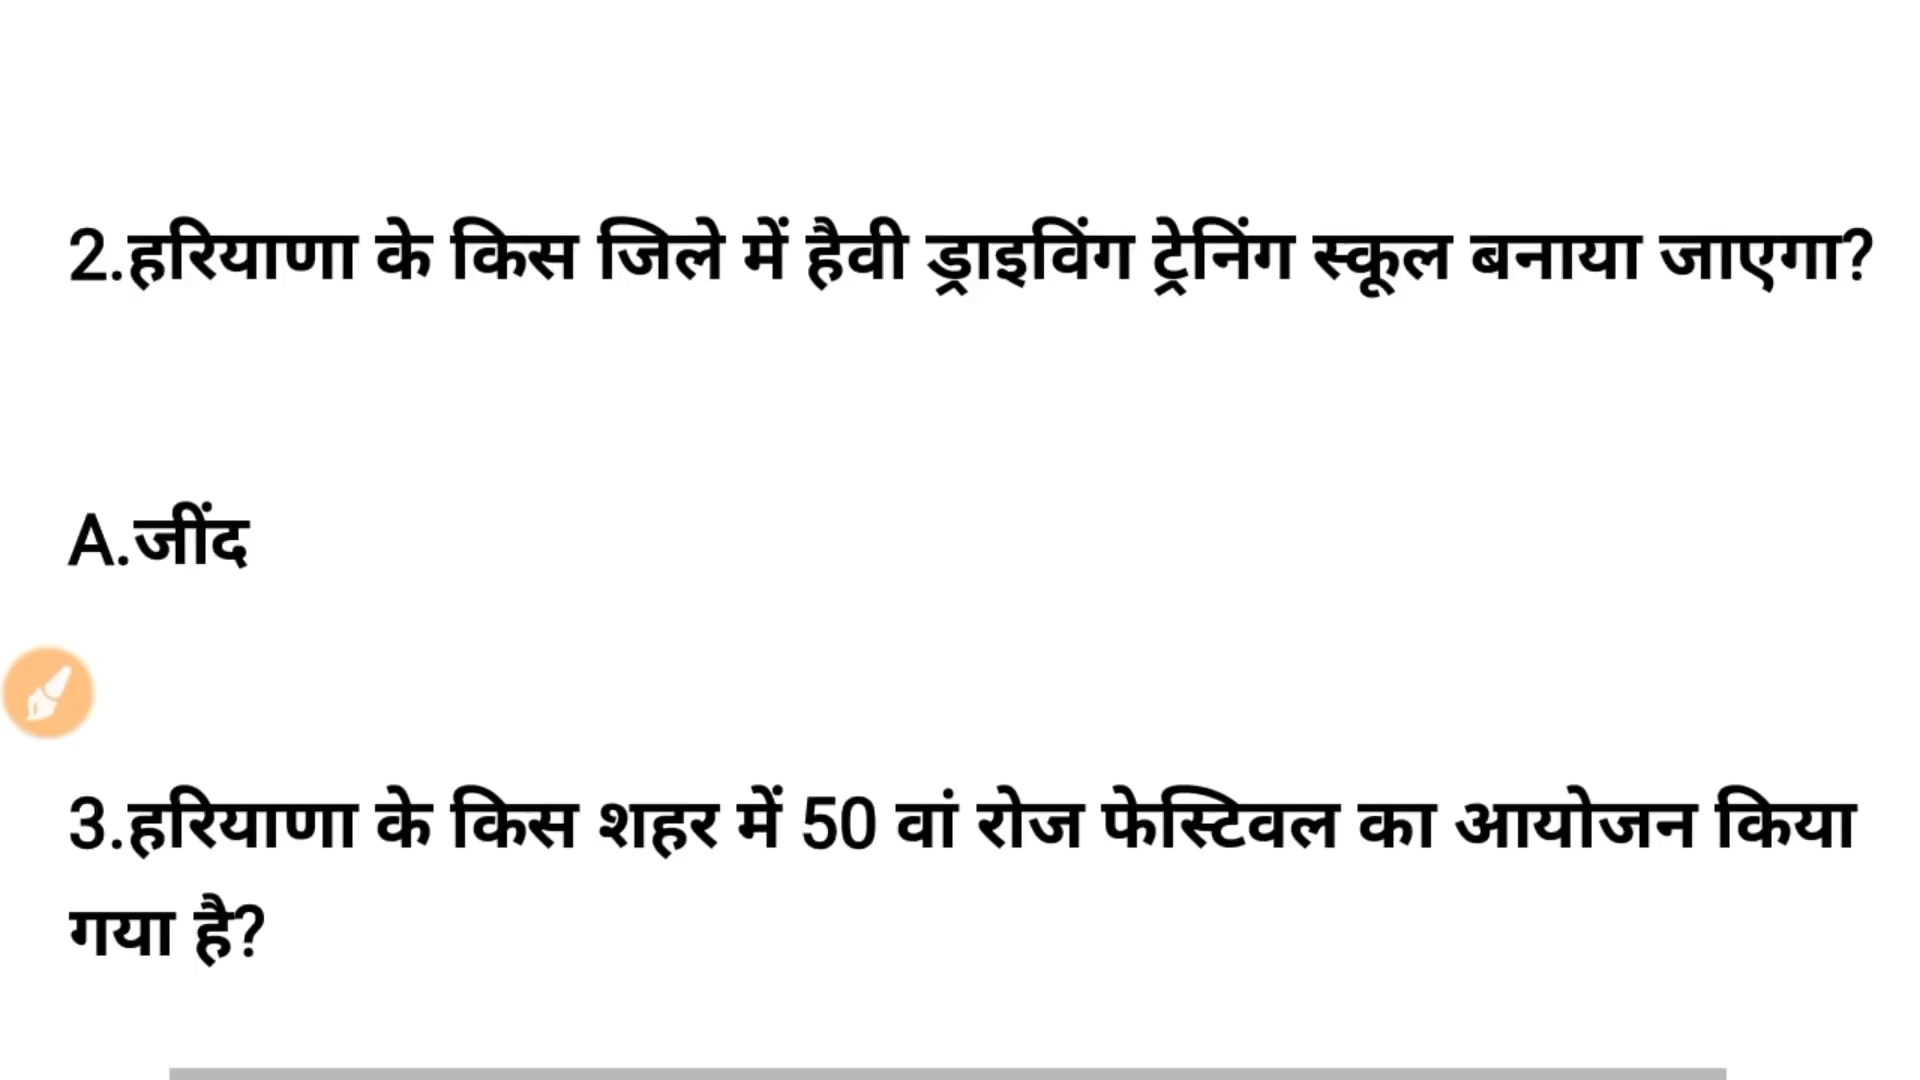 2.हरियाणा के किस जिले में हैवी ड्राइविंग ट्रेनिंग स्कूल बनाया जाएगा?
A.जींद
3.हरियाणा के किस शहर में 50 वां रोज फेस्टिवल का आयोजन किया
गया है?